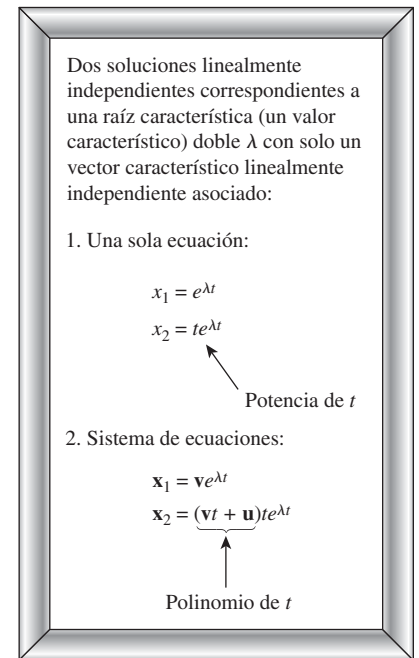 Dos soluciones linealmente
independientes correspondientes a
una raíz característica (un valor
característico) doble λ con solo un
vector característico linealmente
independiente asociado:
1. Una sola ecuación:
x₁ = e^{λt}
x₂ = te^{λt}
Potencia de t
2. Sistema de ecuaciones:
x₁ = ve^{λt}
x₂ = (vt + u)te^{λt}
Polinomio de t